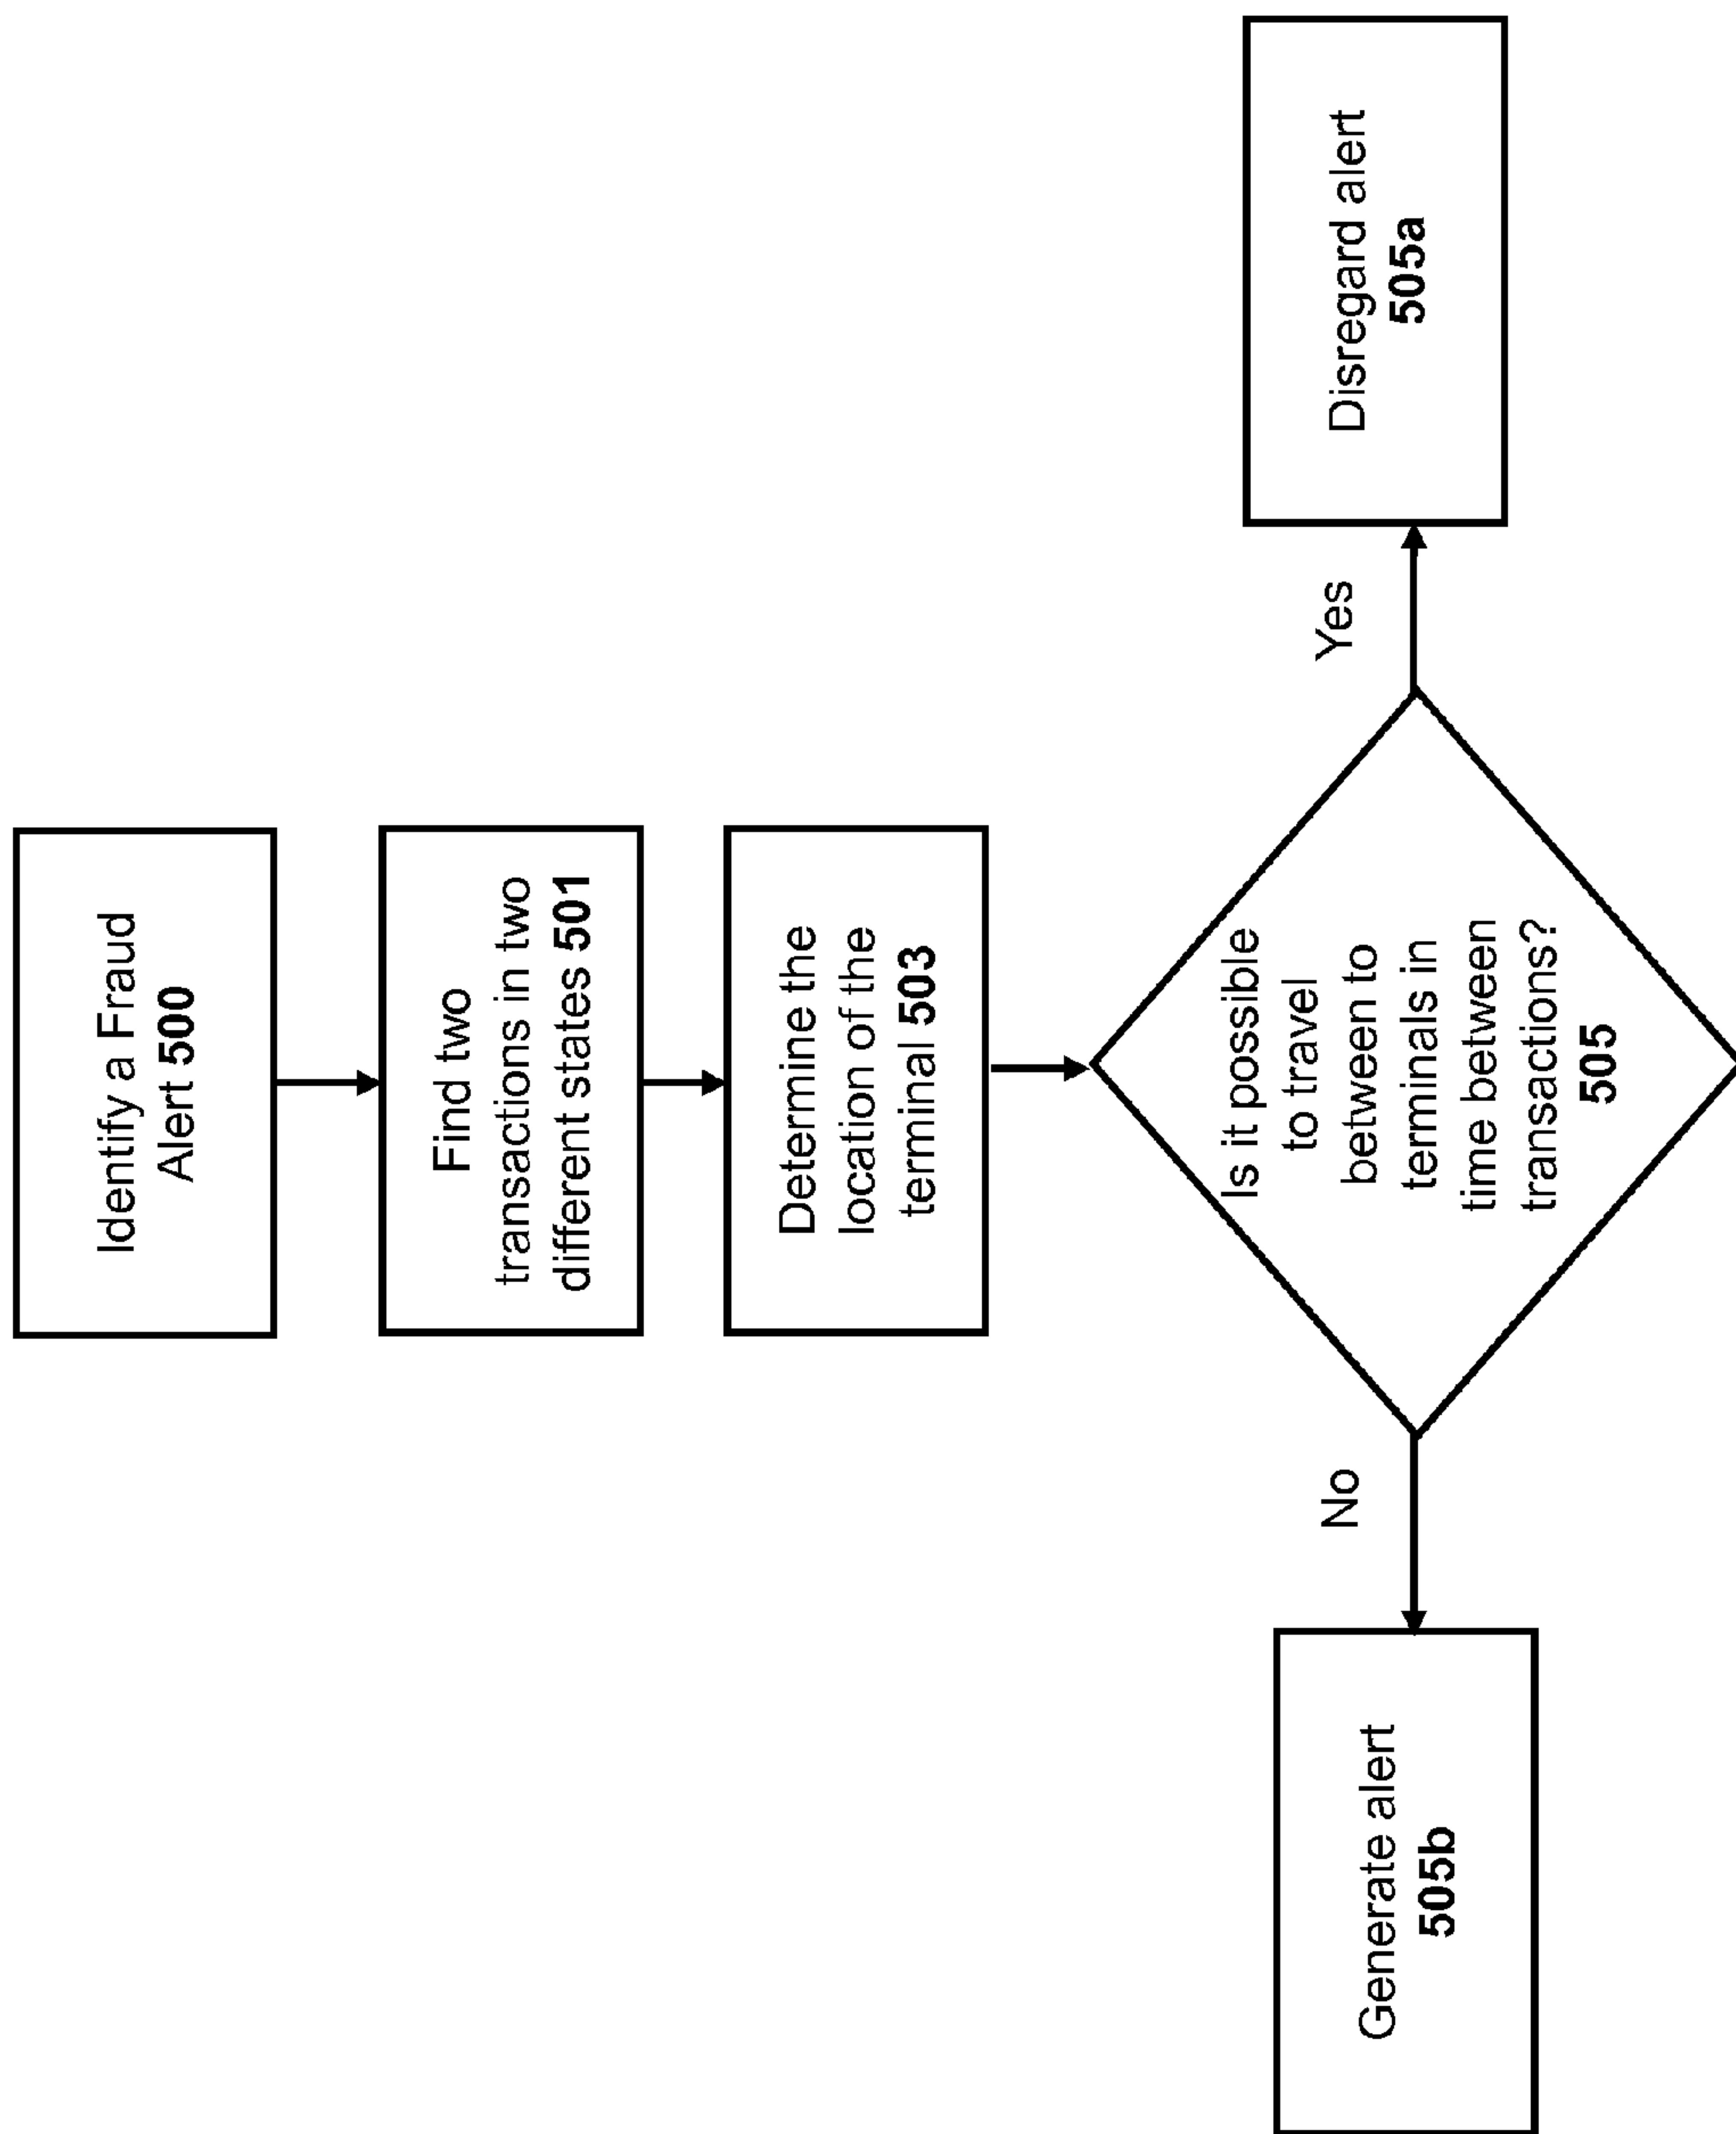 Identify a Fraud
Alert 500
Find two
transactions in two
different states 501
Determine the
location of the
terminal 503
Is it possible
to travel
between to
terminals in
time between
transactions?
505
No
Yes
Generate alert
505b
Disregard alert
505a